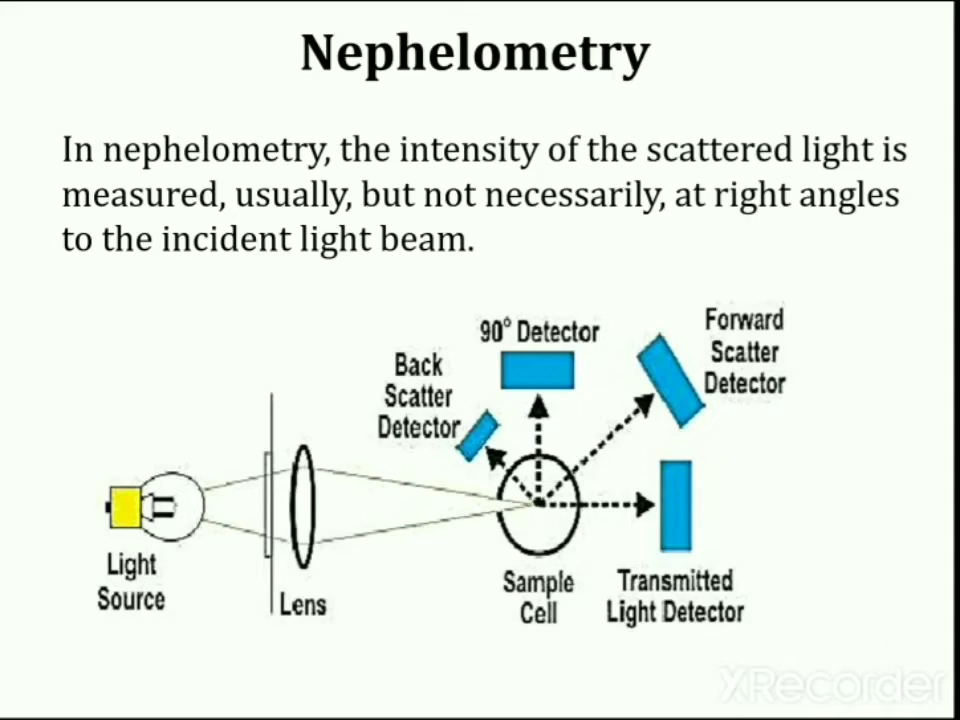 Nephelometry
In nephelometry, the intensity of the scattered light is
measured, usually, but not necessarily, at right angles
to the incident light beam.
90° Detector
Forward
Scatter
Detector
Back
Scatter
Detector
Light
Source
Lens
Sample
Cell
Transmitted
Light Detector
XRecorder